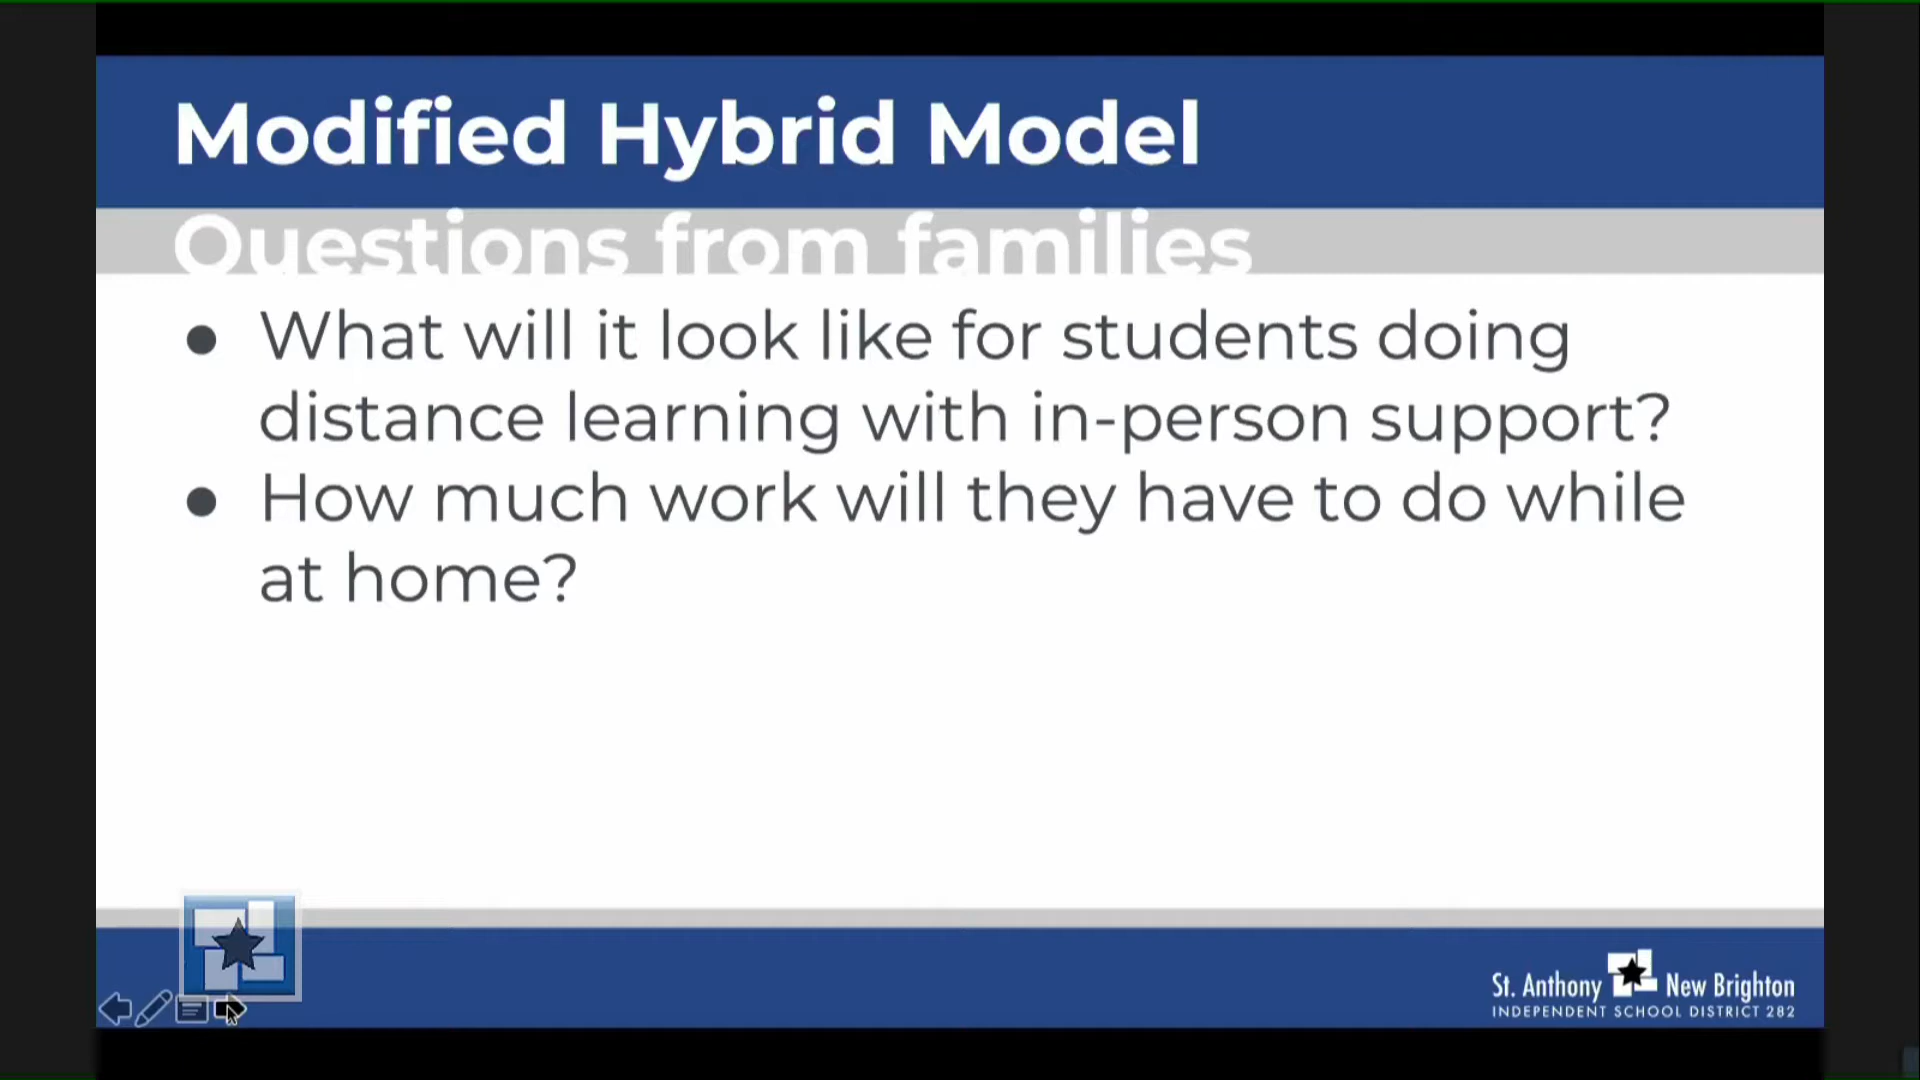 Modified Hybrid Model
Questions from families
● What will it look like for students doing
distance learning with in-person support?
● How much work will they have to do while
at home?
St. Anthony New Brighton
INDEPENDENT SCHOOL DISTRICT 282